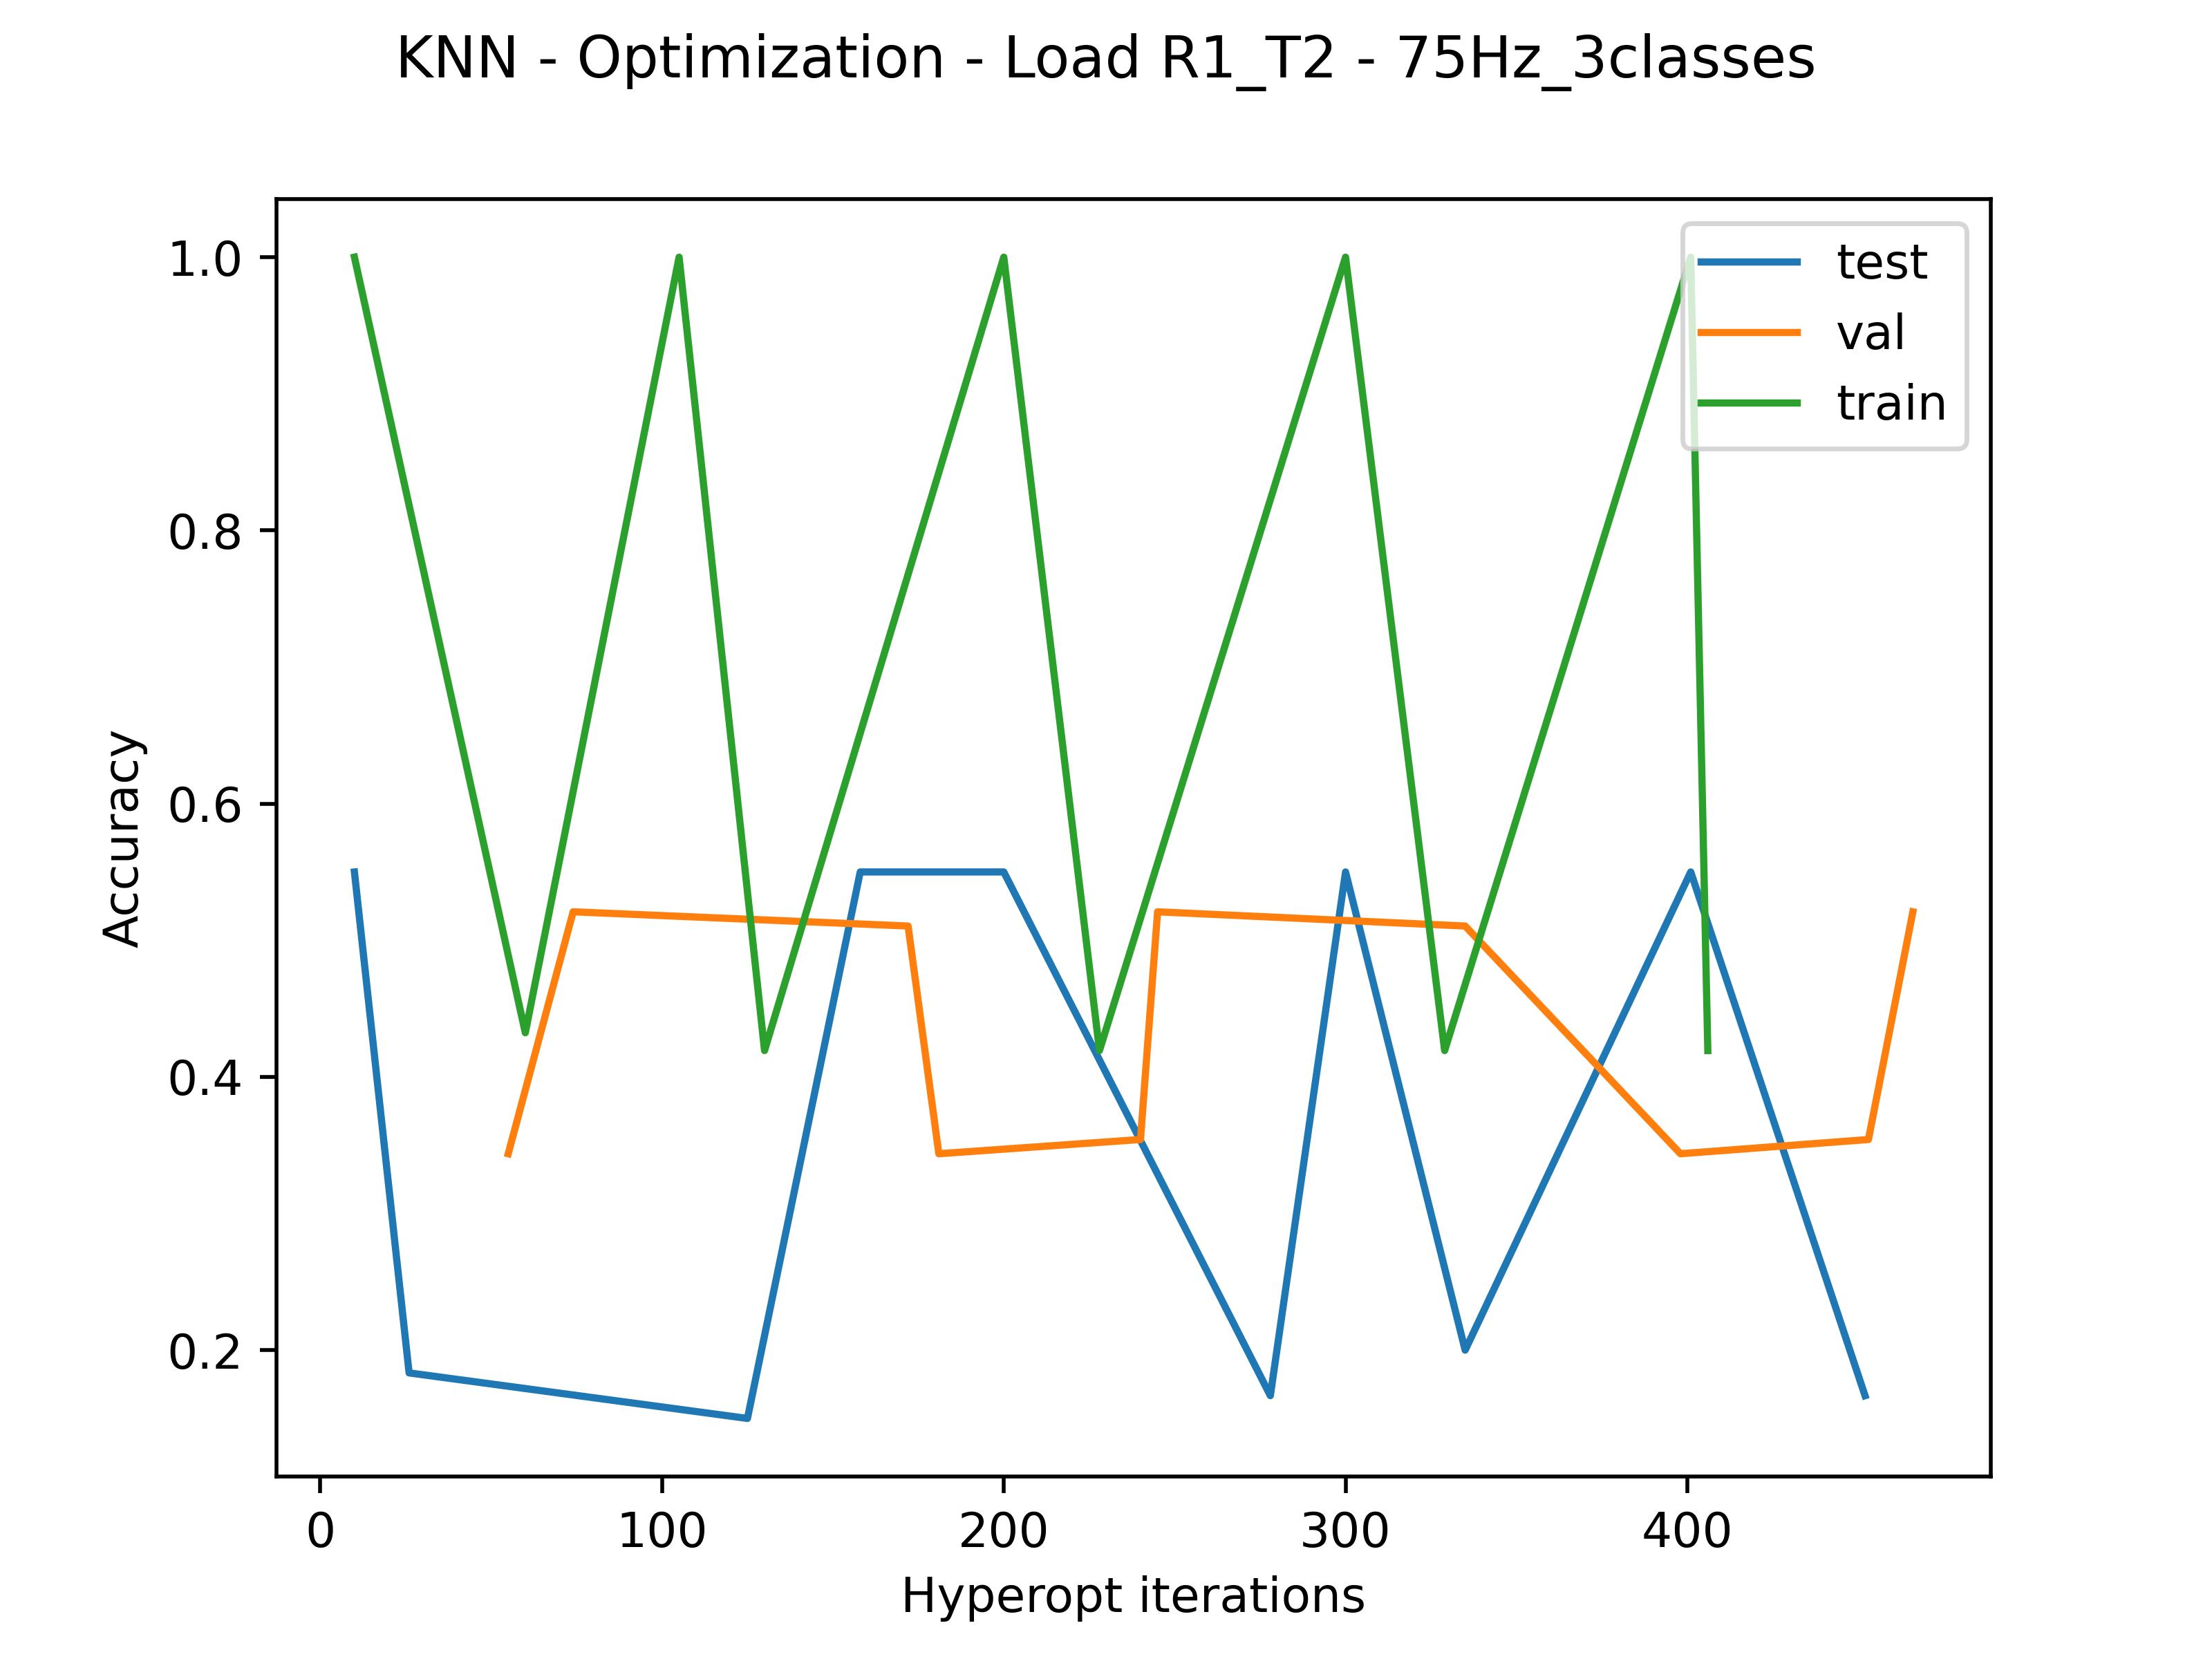 KNN - Optimization - Load R1_T2 - 75Hz_3classes
1.0
0.8
0.6
0.4
0.2
Accuracy
test
val
train
0 100 200 300 400
Hyperopt iterations